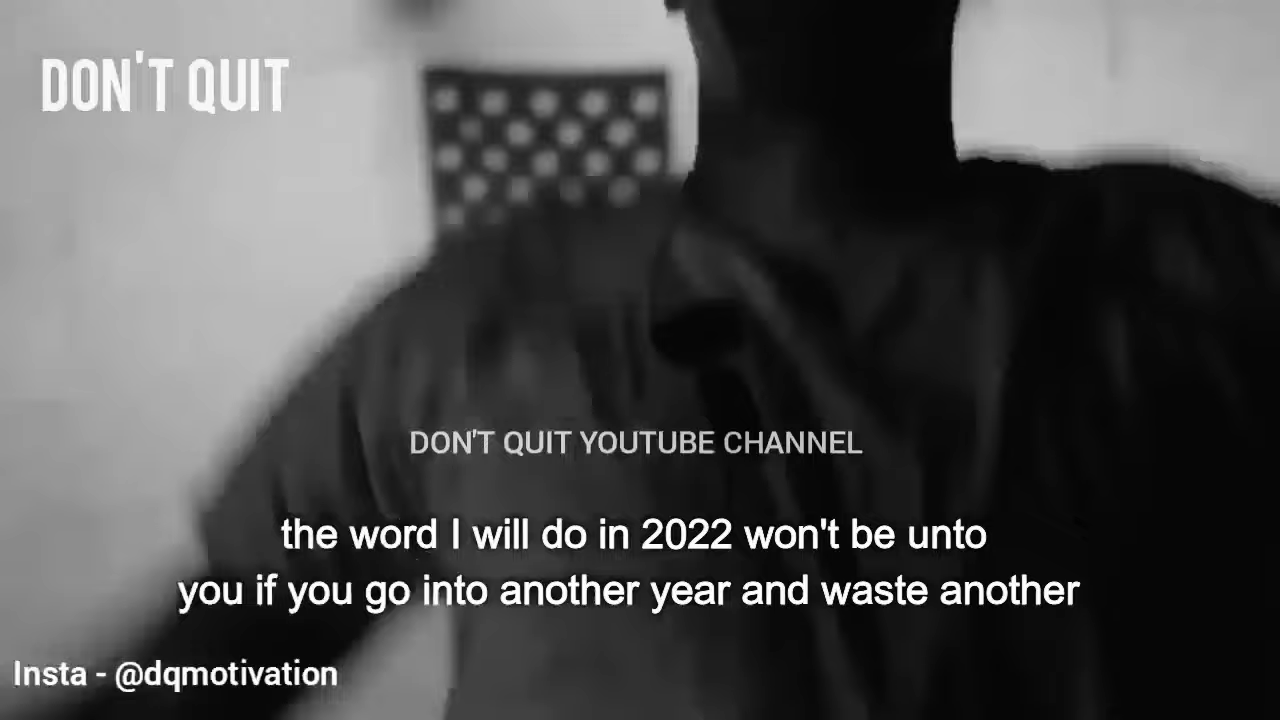 DON'T QUIT
DON'T QUIT YOUTUBE CHANNEL
the word I will do in 2022 won't be unto
you if you go into another year and waste another
Insta - @dqmotivation